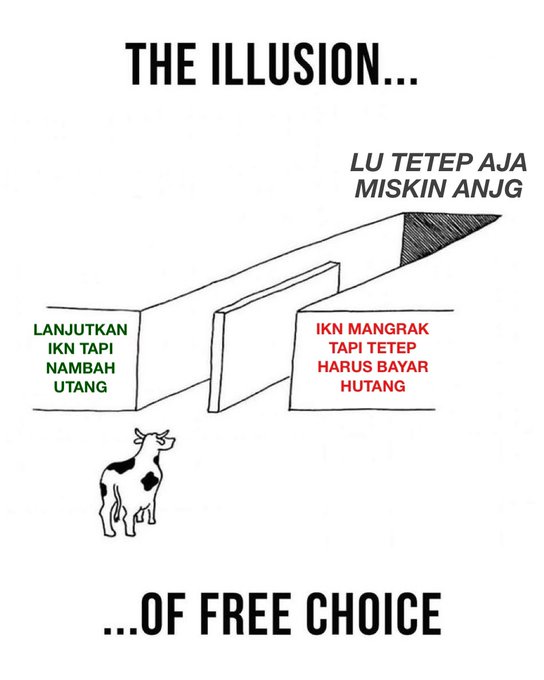 THE ILLUSION...
LU TETEP AJA
MISKIN ANJG
LANJUTKAN
IKN TAPI
NAMBAH
UTANG
IKN MANGRAK
TAPI TETEP
HARUS BAYAR
HUTANG
...OF FREE CHOICE